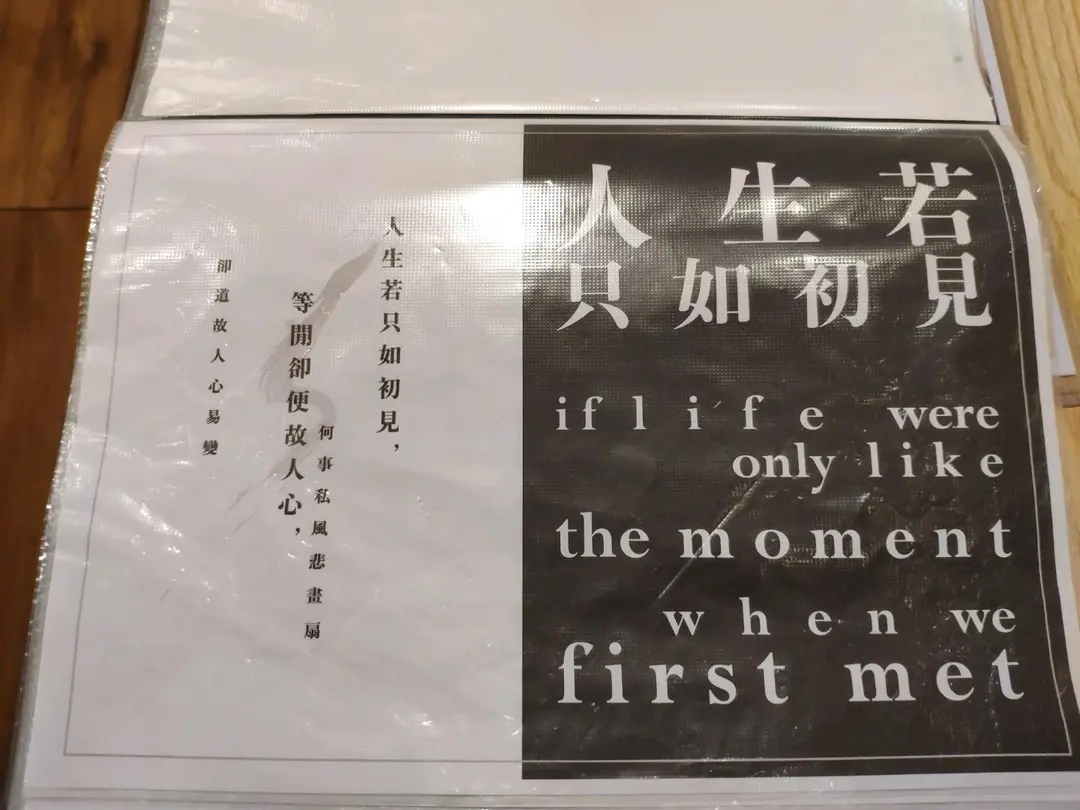 人生若
只如初見
if life were
only like
the moment
when we
first met
人生若只如初見，
何事私風悲畫扇
等閒卻便故人心，
卻道故人心易變